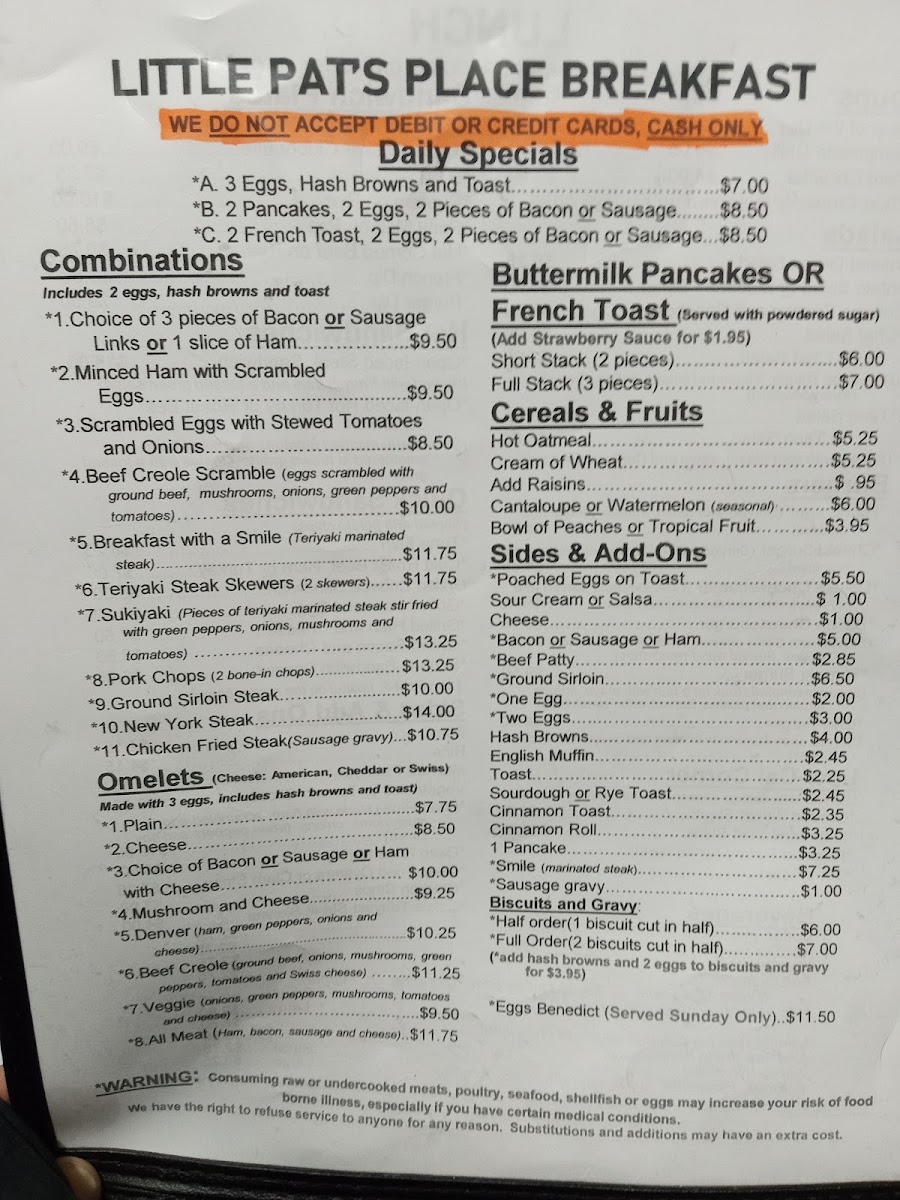 LITTLE PAT'S PLACE BREAKFAST
WE DO NOT ACCEPT DEBIT OR CREDIT CARDS, CASH ONLY
Daily Specials
*A. 3 Eggs, Hash Browns and Toast..............................$7.00
*B. 2 Pancakes, 2 Eggs, 2 Pieces of Bacon or Sausage........$8.50
*C. 2 French Toast, 2 Eggs, 2 Pieces of Bacon or Sausage...$8.50
Combinations
Includes 2 eggs, hash browns and toast
*1.Choice of 3 pieces of Bacon or Sausage
Links or 1 slice of Ham....................$9.50
*2.Minced Ham with Scrambled
Eggs...............................................$9.50
*3.Scrambled Eggs with Stewed Tomatoes
and Onions....................................$8.50
*4.Beef Creole Scramble (eggs scrambled with
ground beef, mushrooms, onions, green peppers and
tomatoes).......................................$10.00
*5.Breakfast with a Smile (Teriyaki marinated
steak)...............................................$11.75
*6.Teriyaki Steak Skewers (2 skewers)......$11.75
*7.Sukiyaki (Pieces of teriyaki marinated steak stir fried
with green peppers, onions, mushrooms and
tomatoes) .....................................$13.25
*8.Pork Chops (2 bone-in chops)...............$13.25
*9.Ground Sirloin Steak.....................$10.00
*10.New York Steak..........................$14.00
*11.Chicken Fried Steak(Sausage gravy)...$10.75
Omelets (Cheese: American, Cheddar or Swiss)
Made with 3 eggs, includes hash browns and toast)
*1.Plain.............................................$7.75
*2.Cheese.........................................$8.50
*3.Choice of Bacon or Sausage or Ham
with Cheese................................ $10.00
*4.Mushroom and Cheese..................$9.25
*5.Denver (ham, green peppers, onions and
cheese)........................................$10.25
*6.Beef Creole (ground beef, onions, mushrooms, green
peppers, tomatoes and Swiss cheese) ........$11.25
*7.Veggie (onions, green peppers, mushrooms, tomatoes
and cheese) ....................................$9.50
*8.All Meat (Ham, bacon, sausage and cheese)..$11.75
Buttermilk Pancakes OR
French Toast (Served with powdered sugar)
(Add Strawberry Sauce for $1.95)
Short Stack (2 pieces)............................$6.00
Full Stack (3 pieces)...............................$7.00
Cereals & Fruits
Hot Oatmeal..........................................$5.25
Cream of Wheat....................................$5.25
Add Raisins...........................................$ .95
Cantaloupe or Watermelon (seasonal) .........$6.00
Bowl of Peaches or Tropical Fruit............$3.95
Sides & Add-Ons
*Poached Eggs on Toast.......................$5.50
Sour Cream or Salsa............................$ 1.00
Cheese..............................................$1.00
*Bacon or Sausage or Ham...................$5.00
*Beef Patty........................................$2.85
*Ground Sirloin...................................$6.50
*One Egg...........................................$2.00
*Two Eggs.........................................$3.00
Hash Browns......................................$4.00
English Muffin....................................$2.45
Toast................................................$2.25
Sourdough or Rye Toast.....................$2.45
Cinnamon Toast.................................$2.35
Cinnamon Roll....................................$3.25
1 Pancake.........................................$3.25
*Smile (marinated steak).........................$7.25
*Sausage gravy..................................$1.00
Biscuits and Gravy:
*Half order(1 biscuit cut in half)..............$6.00
*Full Order(2 biscuits cut in half).............$7.00
(*add hash browns and 2 eggs to biscuits and gravy
for $3.95)
*Eggs Benedict (Served Sunday Only)..$11.50
*WARNING: Consuming raw or undercooked meats, poultry, seafood, shellfish or eggs may increase your risk of food
borne illness, especially if you have certain medical conditions.
We have the right to refuse service to anyone for any reason. Substitutions and additions may have an extra cost.